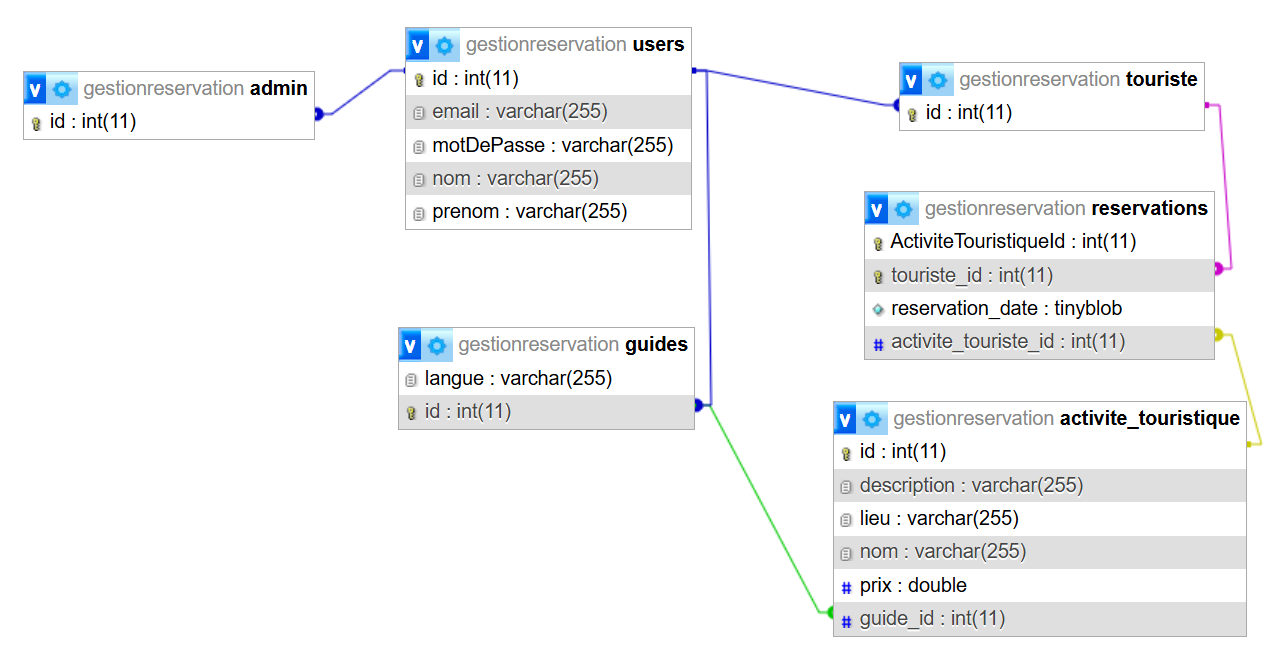 gestionreservation users
id : int(11)
email : varchar(255)
motDePasse : varchar(255)
nom : varchar(255)
prenom : varchar(255)
gestionreservation admin
id : int(11)
gestionreservation touriste
id : int(11)
gestionreservation reservations
ActiviteTouristiqueId : int(11)
touriste_id : int(11)
reservation_date : tinyblob
activite_touriste_id : int(11)
gestionreservation guides
langue : varchar(255)
id : int(11)
gestionreservation activite_touristique
id : int(11)
description : varchar(255)
lieu : varchar(255)
nom : varchar(255)
prix : double
guide_id : int(11)